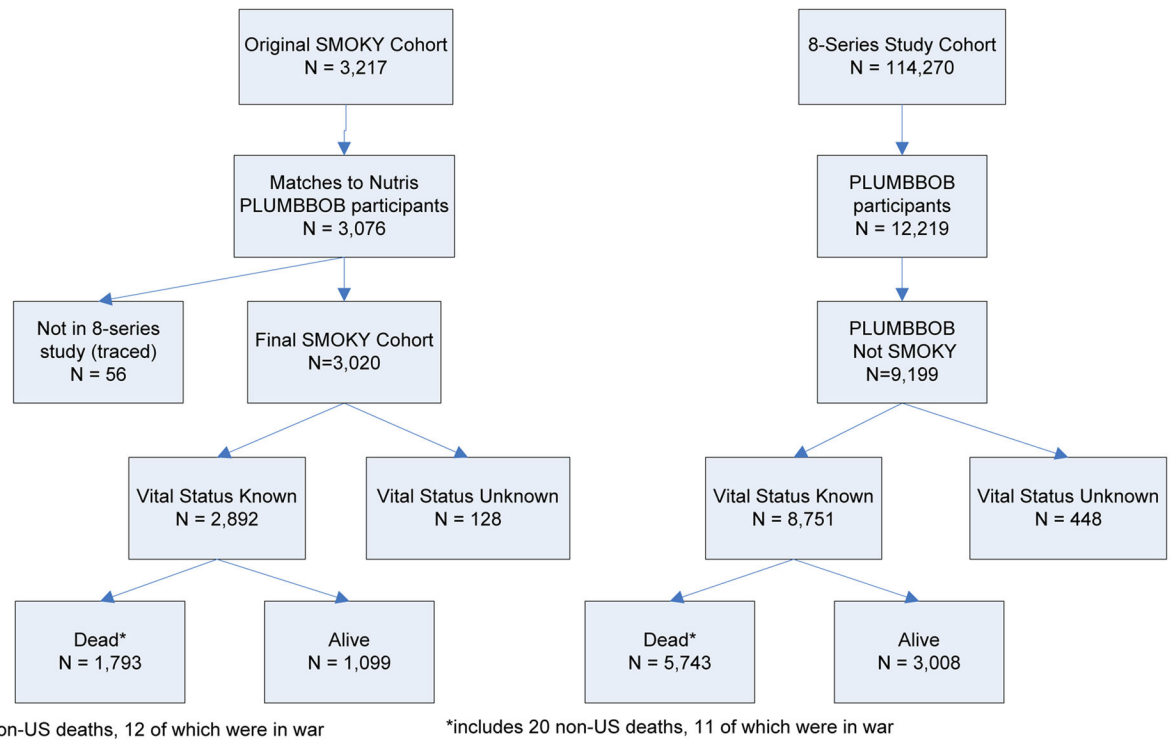 Original SMOKY Cohort
N = 3,217
8-Series Study Cohort
N = 114,270
Matches to Nutris
PLUMBBOB participants
N = 3,076
PLUMBBOB
participants
N = 12,219
Not in 8-series
study (traced)
N = 56
Final SMOKY Cohort
N=3,020
PLUMBBOB
Not SMOKY
N=9,199
Vital Status Known
N = 2,892
Vital Status Unknown
N = 128
Vital Status Known
N = 8,751
Vital Status Unknown
N = 448
Dead*
N = 1,793
Alive
N = 1,099
Dead*
N = 5,743
Alive
N = 3,008
on-US deaths, 12 of which were in war
*includes 20 non-US deaths, 11 of which were in war